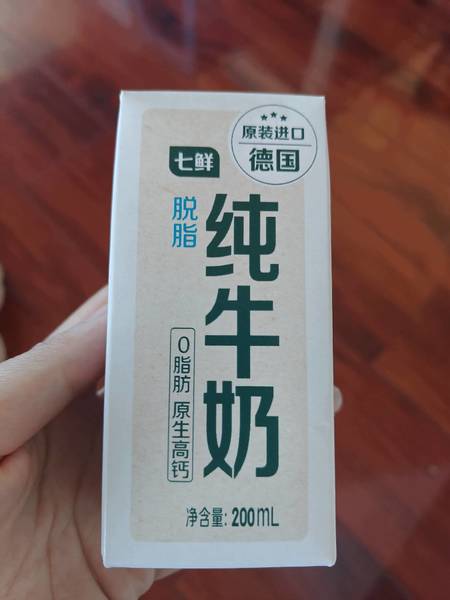 原装进口
德国
七鲜
脱脂
纯牛奶
0脂肪 原生高钙
净含量: 200mL